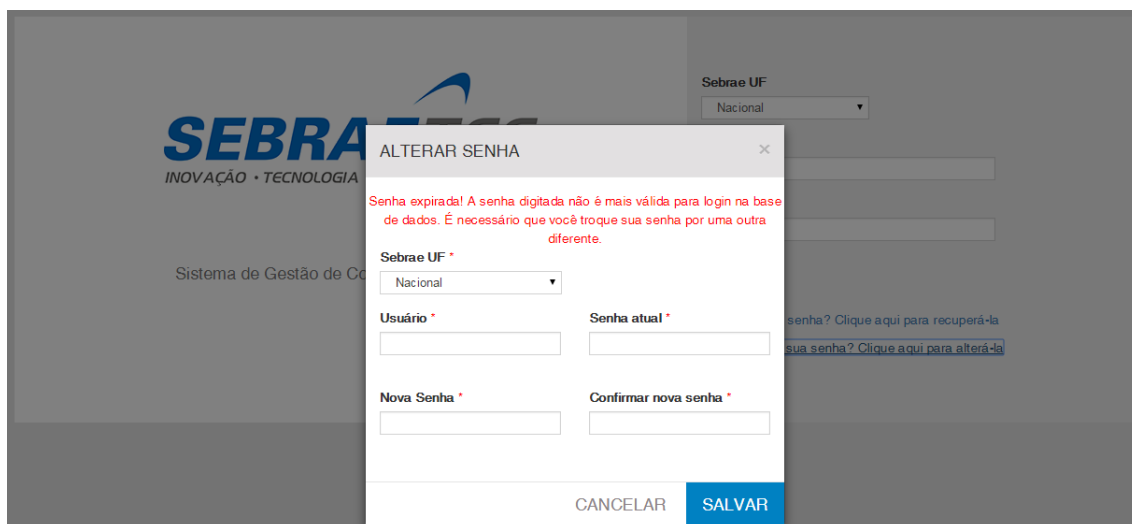 Sebrae UF
Nacional
SEBRAETEC
INOVAÇÃO · TECNOLOGIA
Sistema de Gestão de Co
senha? Clique aqui para recuperá-la
sua senha? Clique aqui para alterá-la
ALTERAR SENHA ×
Senha expirada! A senha digitada não é mais válida para login na base
de dados. É necessário que você troque sua senha por uma outra
diferente.
Sebrae UF *
Nacional
Usuário * Senha atual *
Nova Senha * Confirmar nova senha *
CANCELAR SALVAR